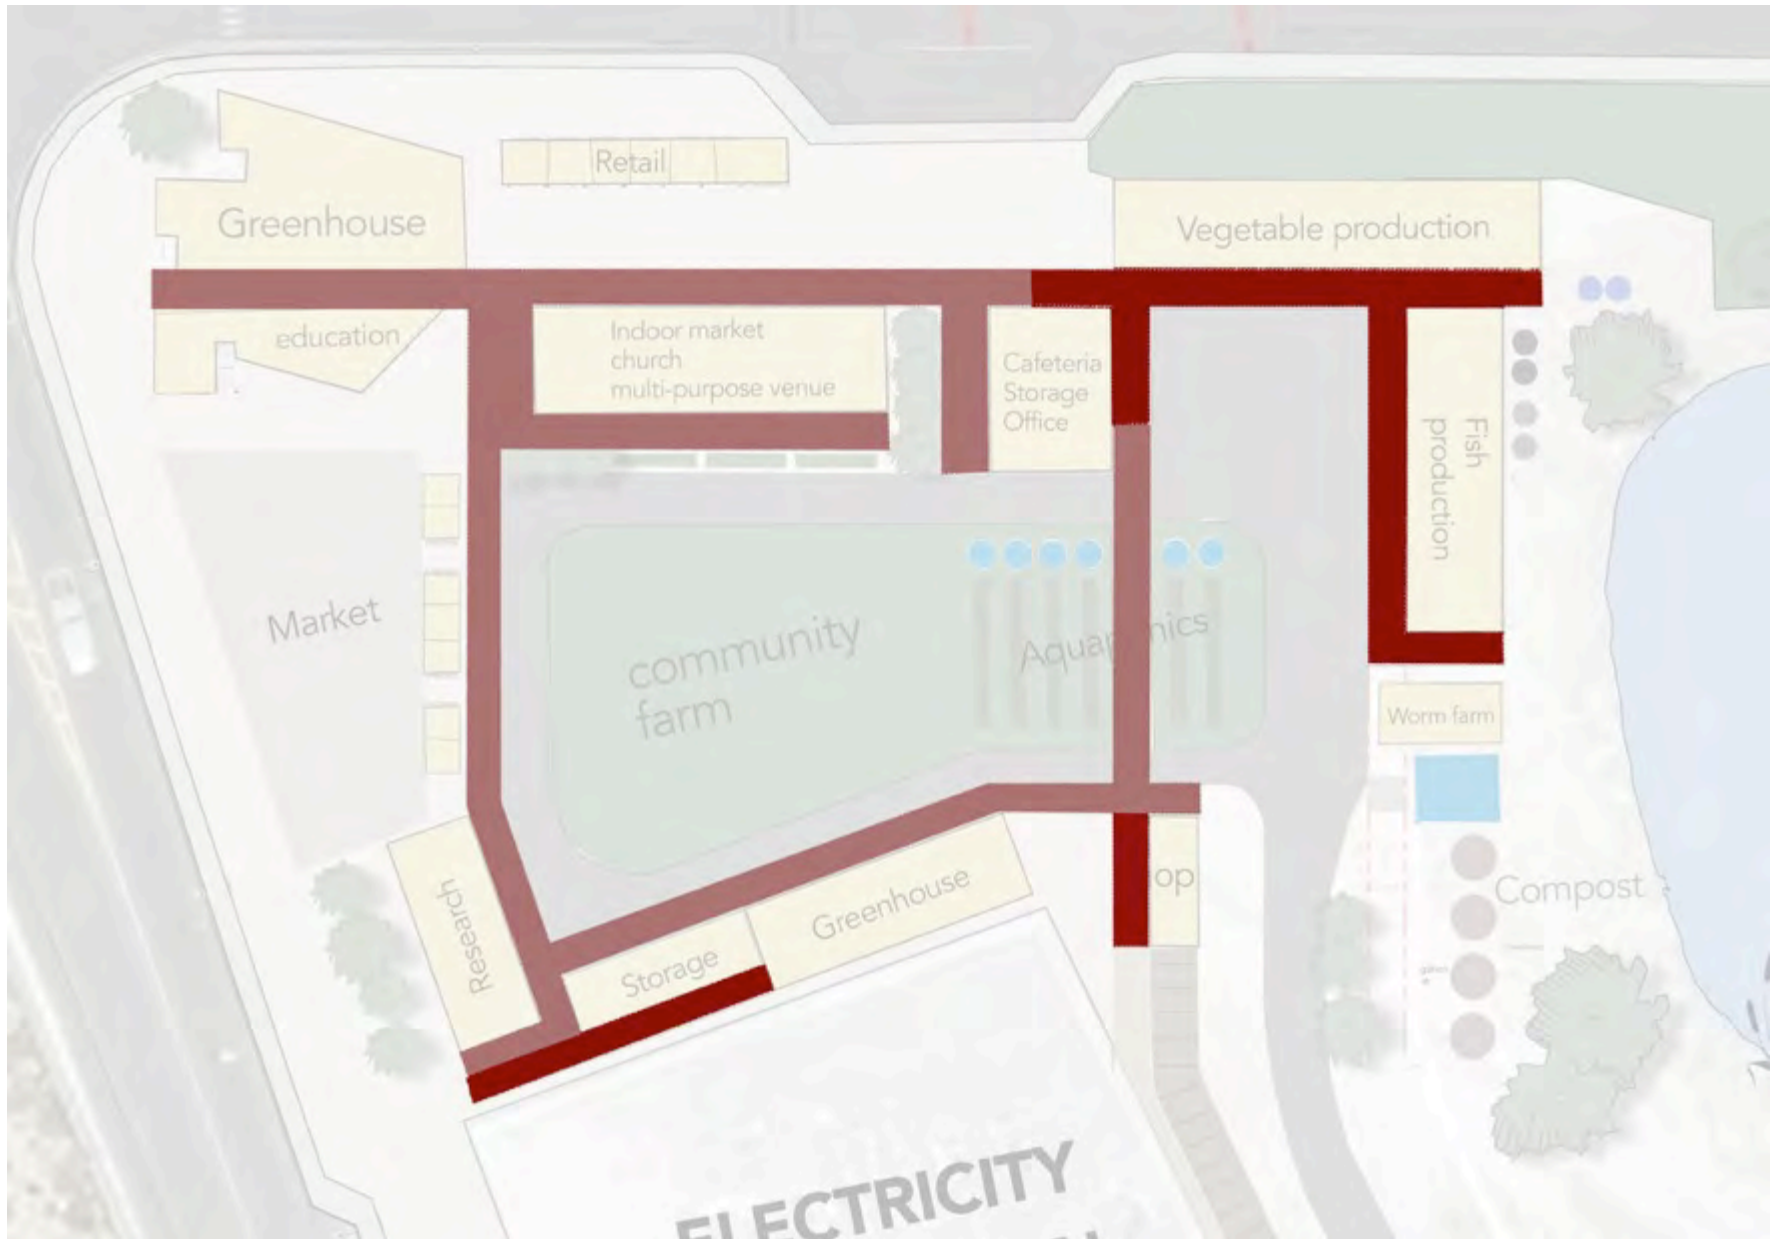 Retail
Greenhouse
Vegetable production
education
Indoor market
church
multi-purpose venue
Cafeteria
Storage
Office
Fish
production
Market
community
farm
Worm farm
Research
Storage
Greenhouse
op
Compost
ELECTRICITY